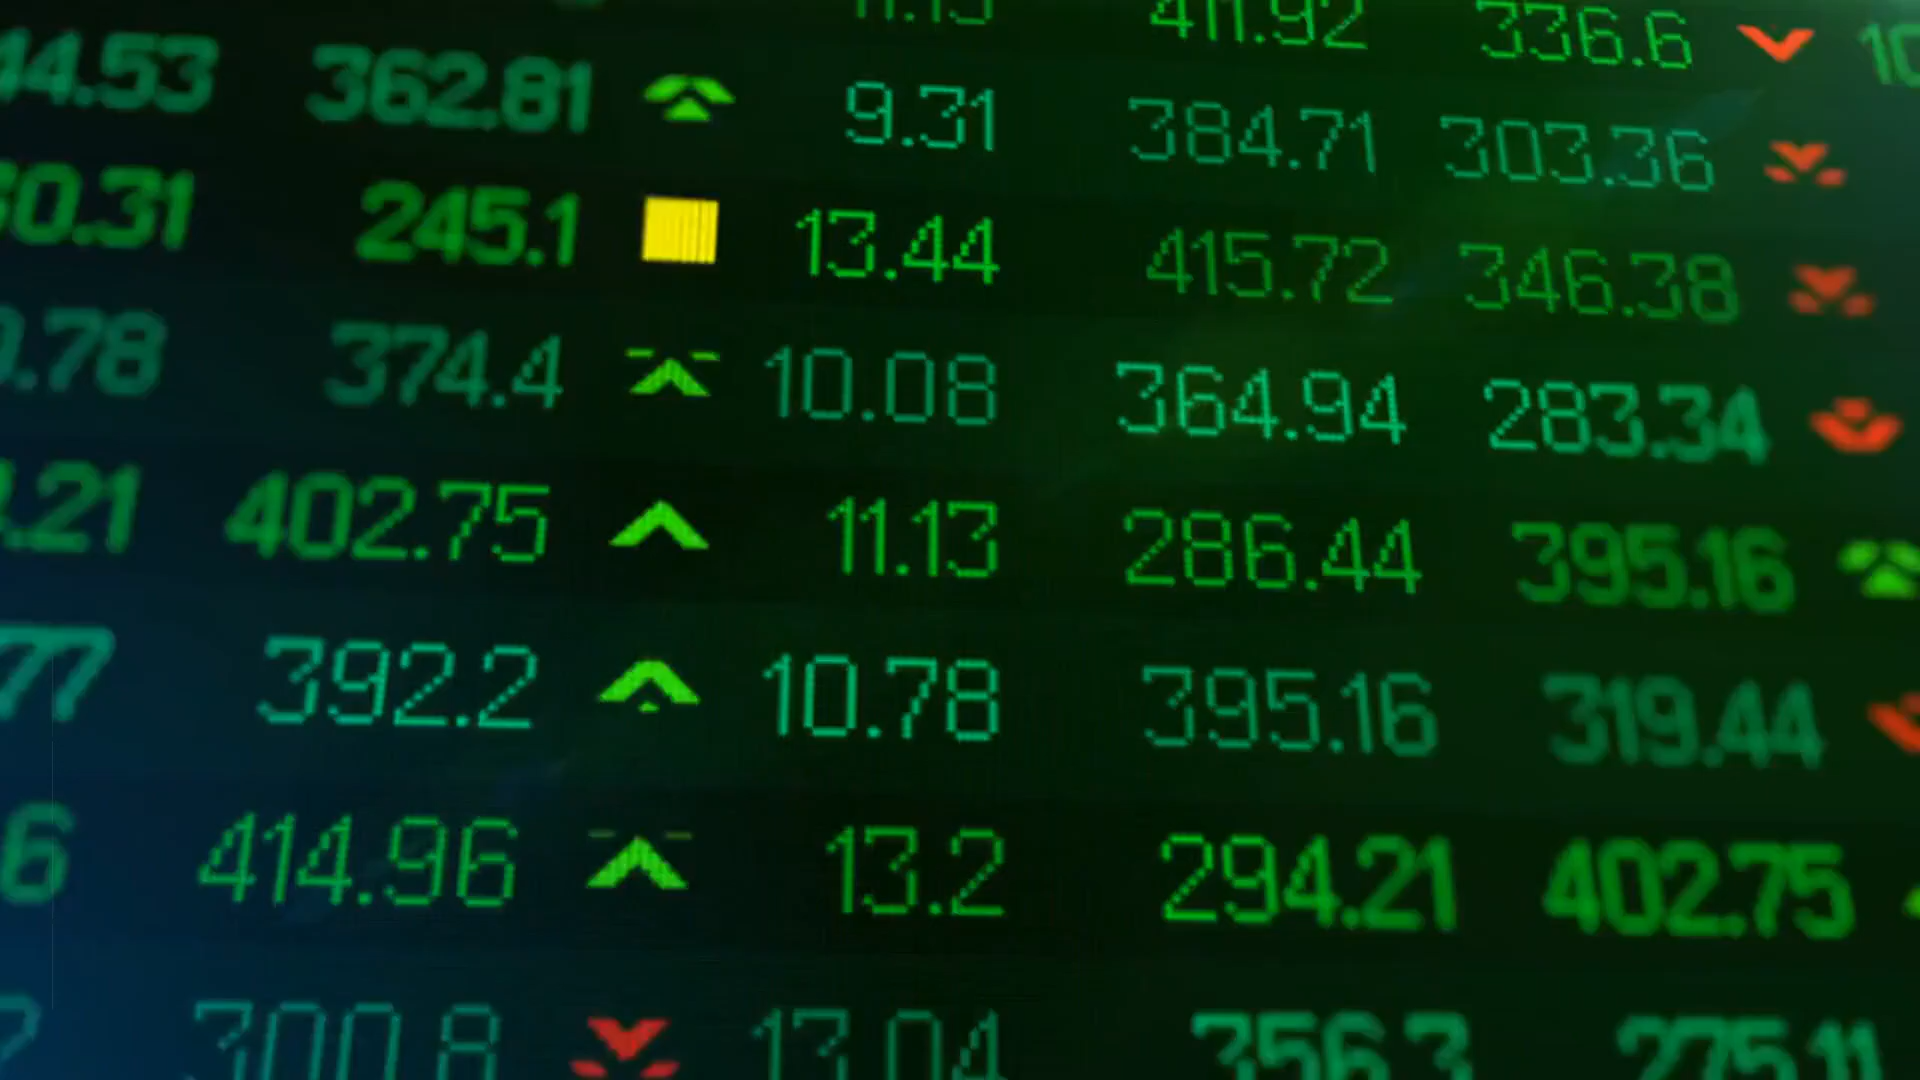 11.13 411.92 336.6 10
44.53 362.81 9.31 384.71 303.36
60.31 245.1 13.44 415.72 346.38
.78 374.4 10.08 364.94 283.34
.21 402.75 11.13 286.44 395.16
77 392.2 10.78 395.16 319.44
6 414.96 13.2 294.21 402.75
300.8 13.04 356.3 275.11